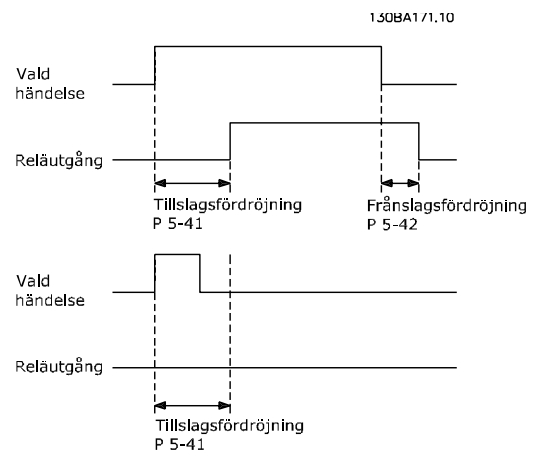 130BA171.10
Vald
händelse
Reläutgång
Tillslagsfördröjning
P 5-41
Frånslagsfördröjning
P 5-42
Vald
händelse
Reläutgång
Tillslagsfördröjning
P 5-41